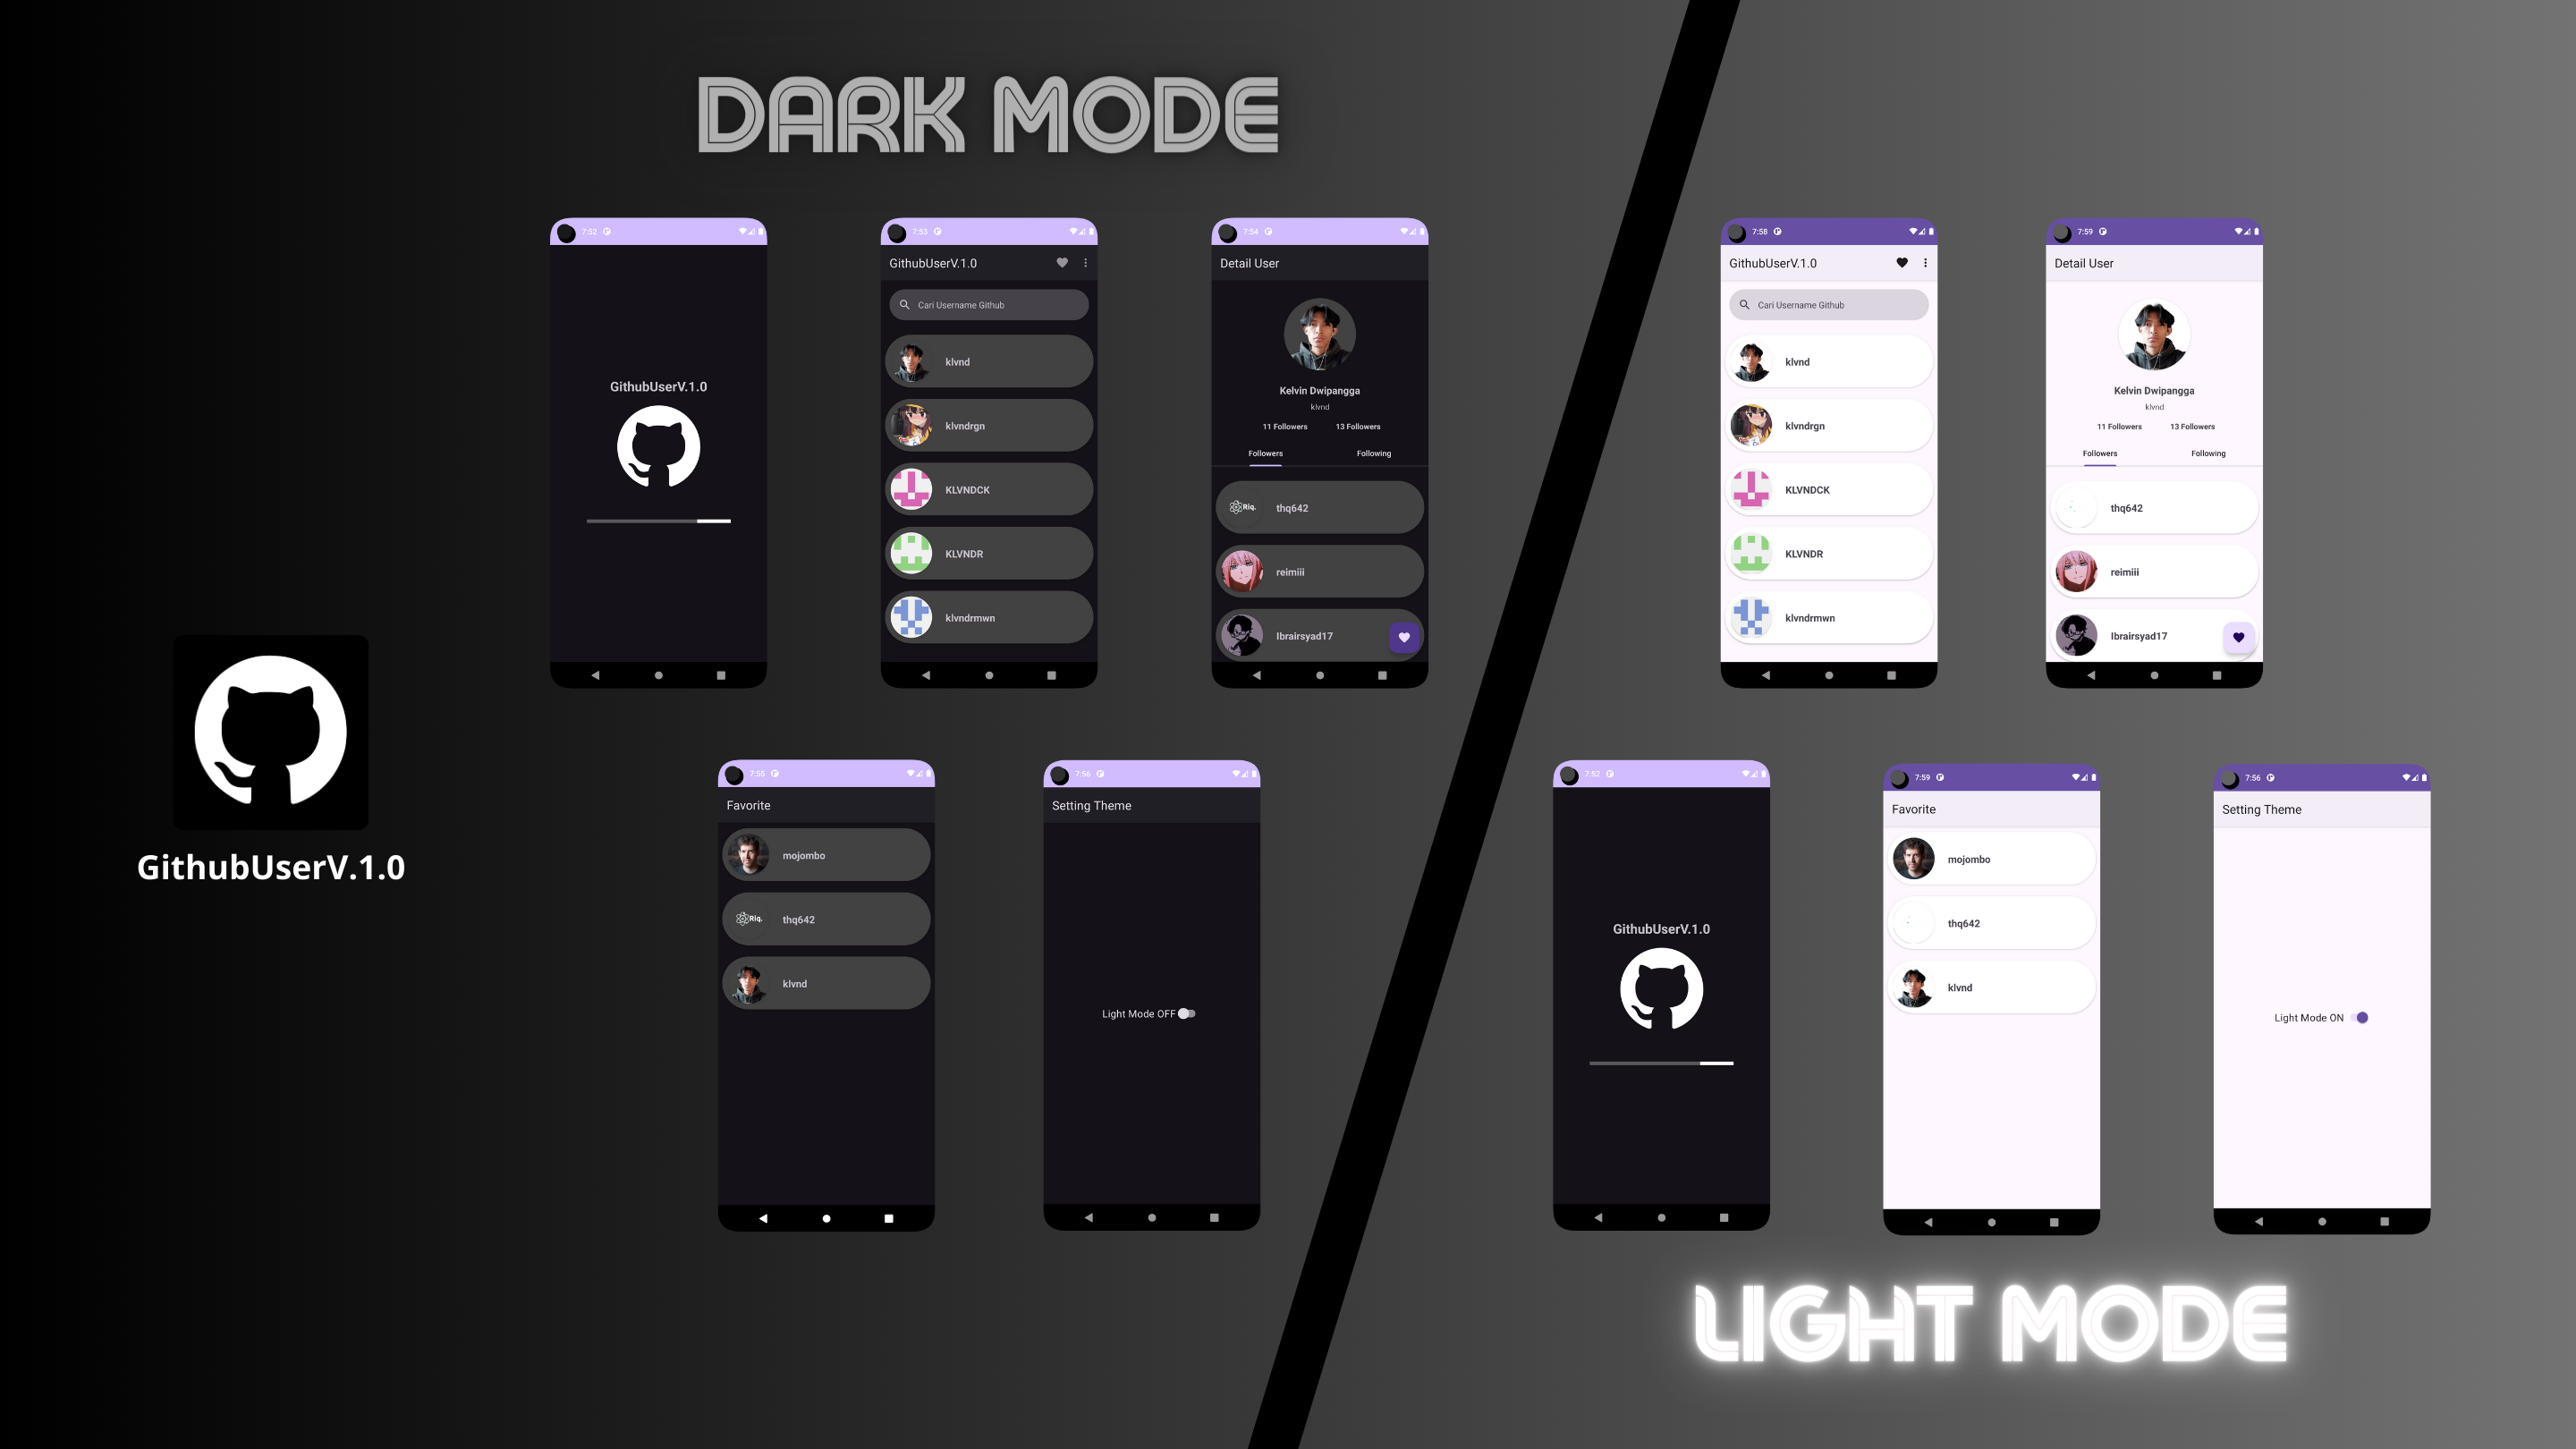 DARK MODE
7:52
GithubUserV.1.0
7:53
GithubUserV.1.0
Cari Username Github
klvnd
klvndrgn
KLVNDCK
KLVNDR
klvndrmwn
7:54
Detail User
Kelvin Dwipangga
klvnd
11 Followers 13 Followers
Followers Following
Riq. thq642
reimiii
Ibrairsyad17
7:58
GithubUserV.1.0
Cari Username Github
klvnd
klvndrgn
KLVNDCK
KLVNDR
klvndrmwn
7:59
Detail User
Kelvin Dwipangga
klvnd
11 Followers 13 Followers
Followers Following
thq642
reimiii
Ibrairsyad17
GithubUserV.1.0
7:55
Favorite
mojombo
Riq. thq642
klvnd
7:56
Setting Theme
Light Mode OFF
7:52
GithubUserV.1.0
7:59
Favorite
mojombo
thq642
klvnd
7:56
Setting Theme
Light Mode ON
LIGHT MODE